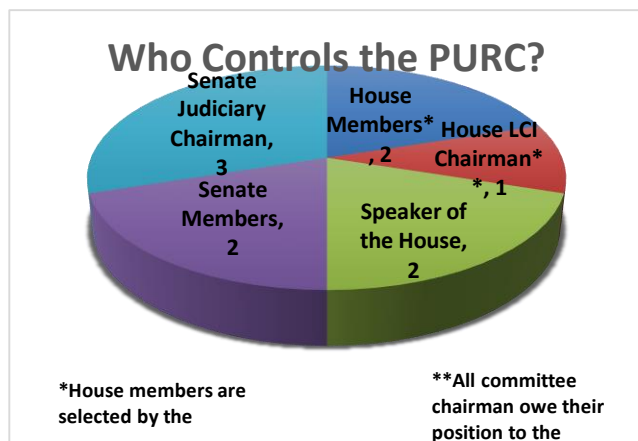 Who Controls the PURC?
Senate
Judiciary
Chairman,
3
House
Members*
, 2
House LCI
Chairman*
*, 1
Senate
Members,
2
Speaker of
the House,
2
*House members are
selected by the
**All committee
chairman owe their
position to the